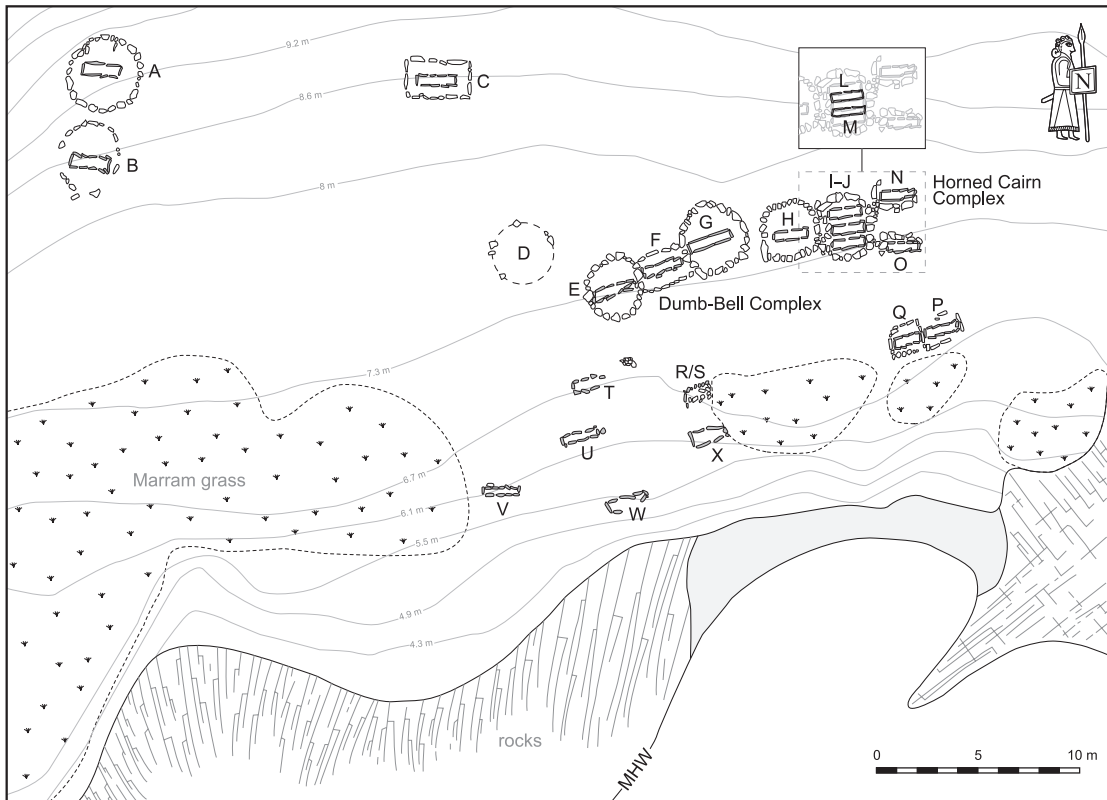 9.2 m
A
C
8.6 m
B
L
M
N
8 m
I–J
N
Horned Cairn
Complex
G
H
F
D
O
E
Dumb-Bell Complex
Q
P
7.3 m
R/S
T
U
X
Marram grass
6.7 m
V
W
6.1 m
5.5 m
4.9 m
4.3 m
rocks
MHW
0
5
10 m